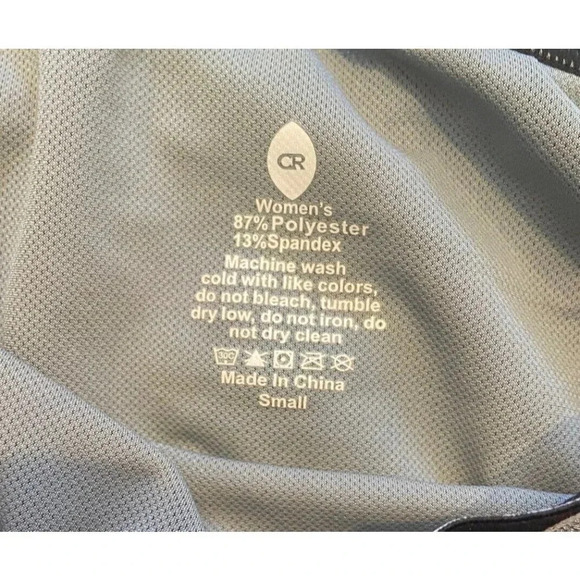 CR
Women's
87%Polyester
13%Spandex
Machine wash
cold with like colors,
do not bleach, tumble
dry low, do not iron, do
not dry clean
30C
Made In China
Small